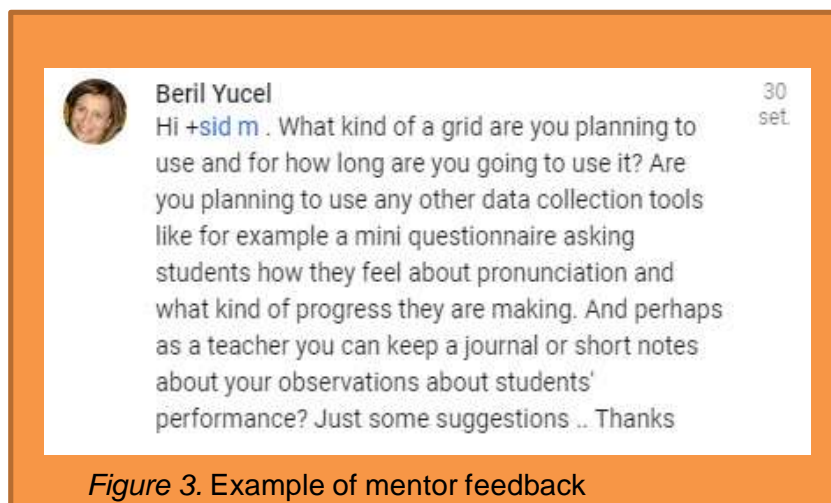 Beril Yucel
30
set.
Hi +sid m . What kind of a grid are you planning to
use and for how long are you going to use it? Are
you planning to use any other data collection tools
like for example a mini questionnaire asking
students how they feel about pronunciation and
what kind of progress they are making. And perhaps
as a teacher you can keep a journal or short notes
about your observations about students'
performance? Just some suggestions .. Thanks
Figure 3. Example of mentor feedback